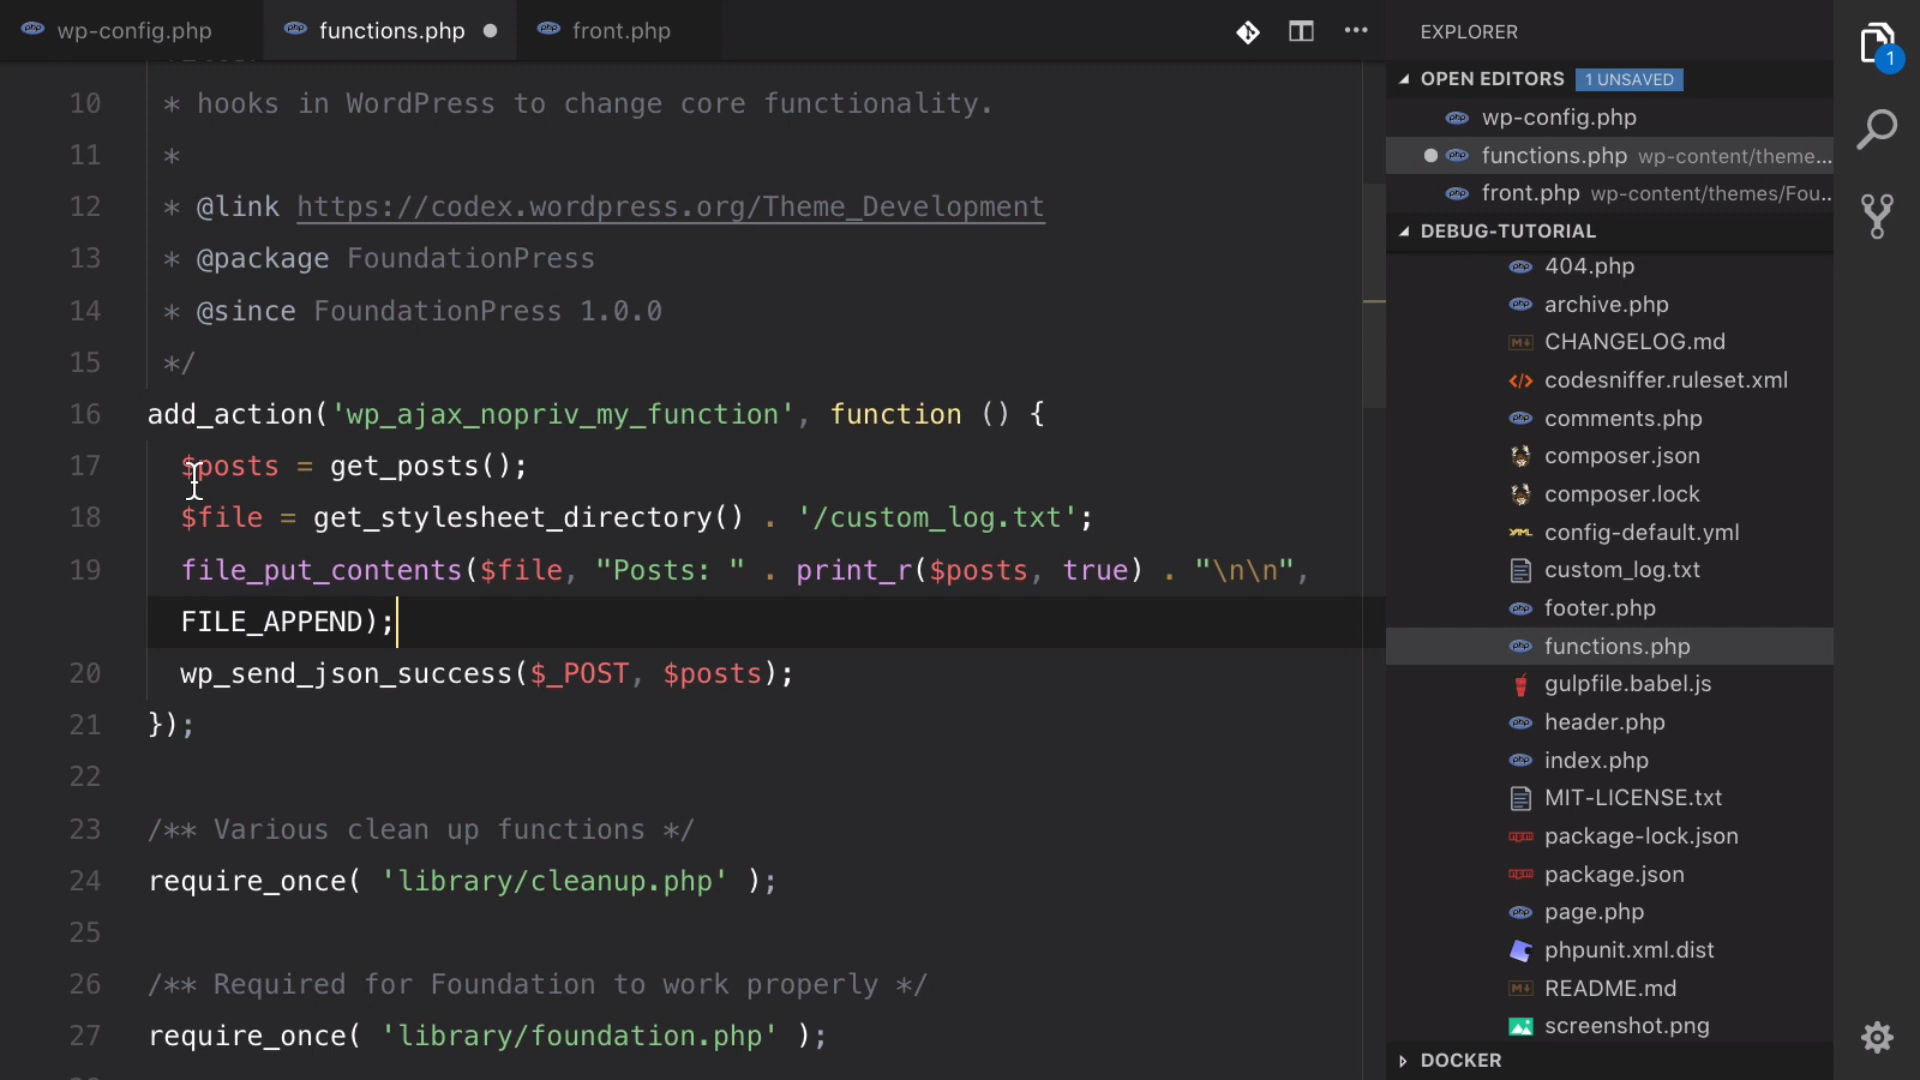 wp-config.php
functions.php
front.php
10 * hooks in WordPress to change core functionality.
11 *
12 * @link https://codex.wordpress.org/Theme_Development
13 * @package FoundationPress
14 * @since FoundationPress 1.0.0
15 */
16 add_action('wp_ajax_nopriv_my_function', function () {
17 $posts = get_posts();
18 $file = get_stylesheet_directory() . '/custom_log.txt';
19 file_put_contents($file, "Posts: " . print_r($posts, true) . "\n\n",
FILE_APPEND);
20 wp_send_json_success($_POST, $posts);
21 });
22
23 /** Various clean up functions */
24 require_once( 'library/cleanup.php' );
25
26 /** Required for Foundation to work properly */
27 require_once( 'library/foundation.php' );
EXPLORER
OPEN EDITORS 1 UNSAVED
wp-config.php
functions.php wp-content/theme...
front.php wp-content/themes/Fou...
DEBUG-TUTORIAL
404.php
archive.php
CHANGELOG.md
codesniffer.ruleset.xml
comments.php
composer.json
composer.lock
config-default.yml
custom_log.txt
footer.php
functions.php
gulpfile.babel.js
header.php
index.php
MIT-LICENSE.txt
package-lock.json
package.json
page.php
phpunit.xml.dist
README.md
screenshot.png
DOCKER
1